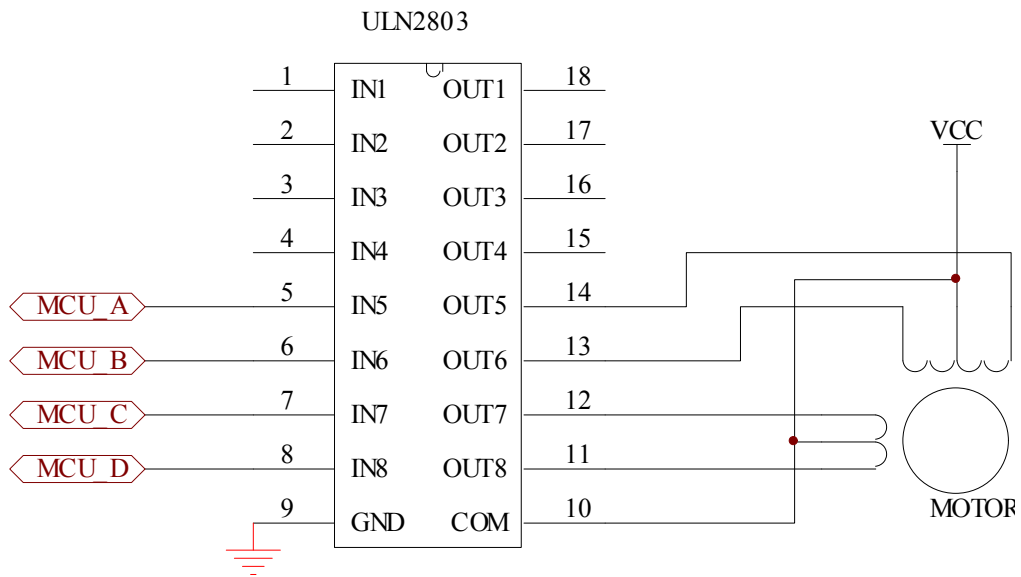 ULN2803
1 IN1 OUT1 18
2 IN2 OUT2 17
VCC
3 IN3 OUT3 16
4 IN4 OUT4 15
MCU_A 5 IN5 OUT5 14
MCU_B 6 IN6 OUT6 13
MCU_C 7 IN7 OUT7 12
MCU_D 8 IN8 OUT8 11
9 GND COM 10
MOTOR